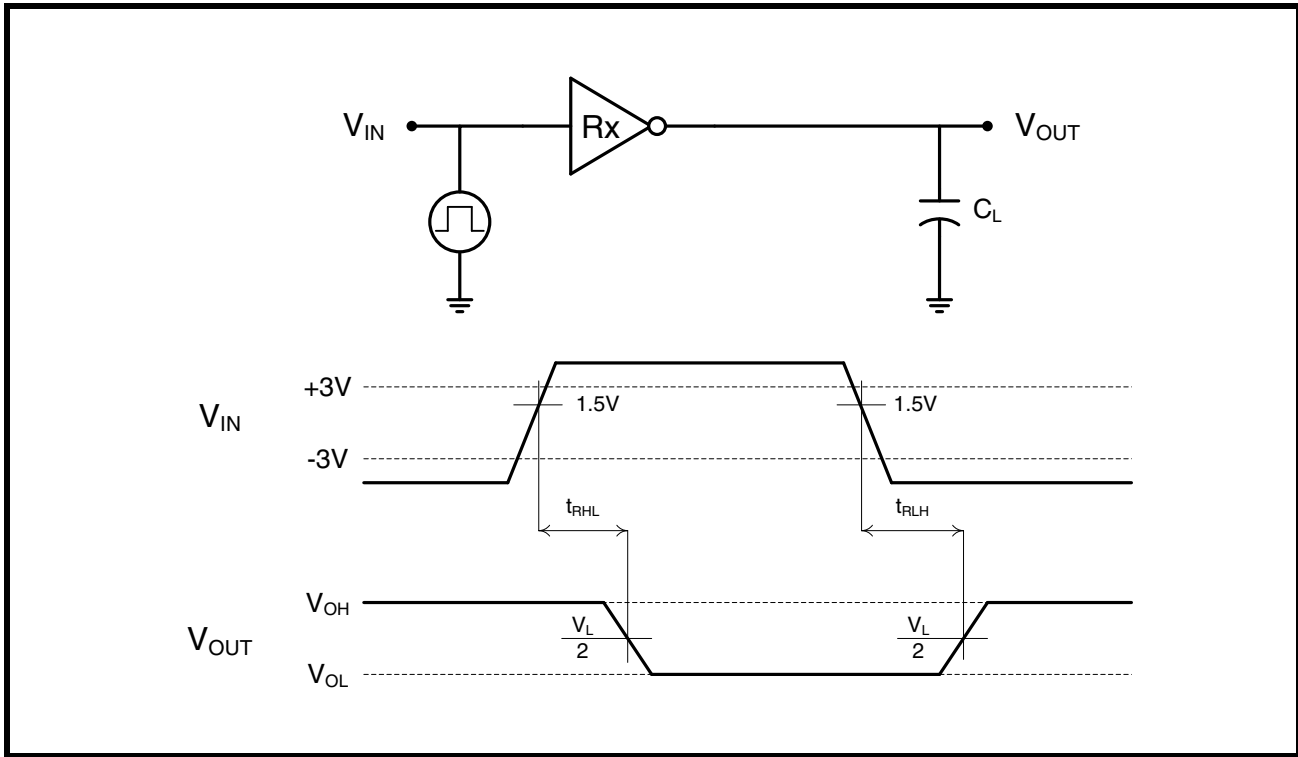 V_IN
Rx
V_OUT
C_L
+3V
1.5V
1.5V
V_IN
-3V
t_RHL
t_RLH
V_OH
V_L
2
V_L
2
V_OUT
V_OL